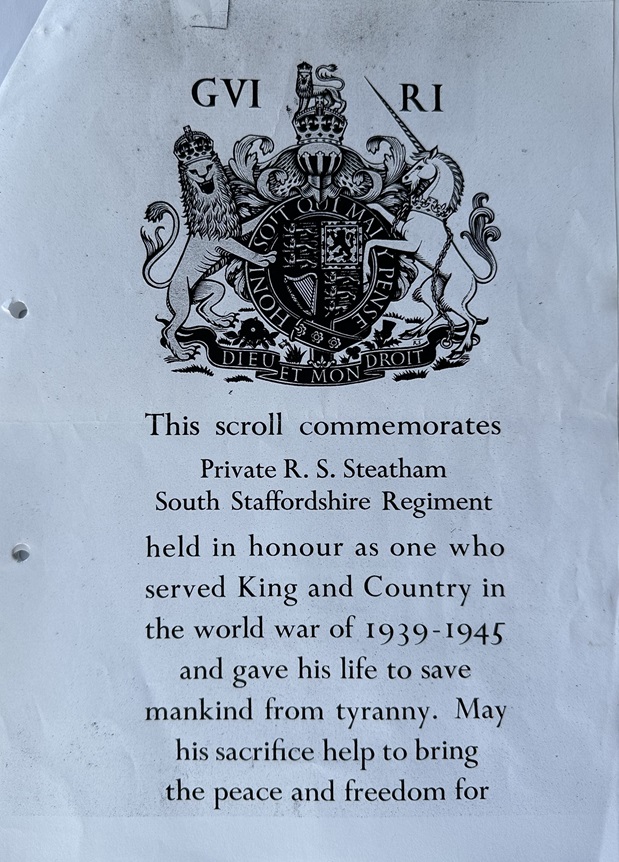 GVI RI
HONI SOIT QUI MAL Y PENSE
DIEU ET MON DROIT
This scroll commemorates
Private R. S. Steatham
South Staffordshire Regiment
held in honour as one who
served King and Country in
the world war of 1939-1945
and gave his life to save
mankind from tyranny. May
his sacrifice help to bring
the peace and freedom for